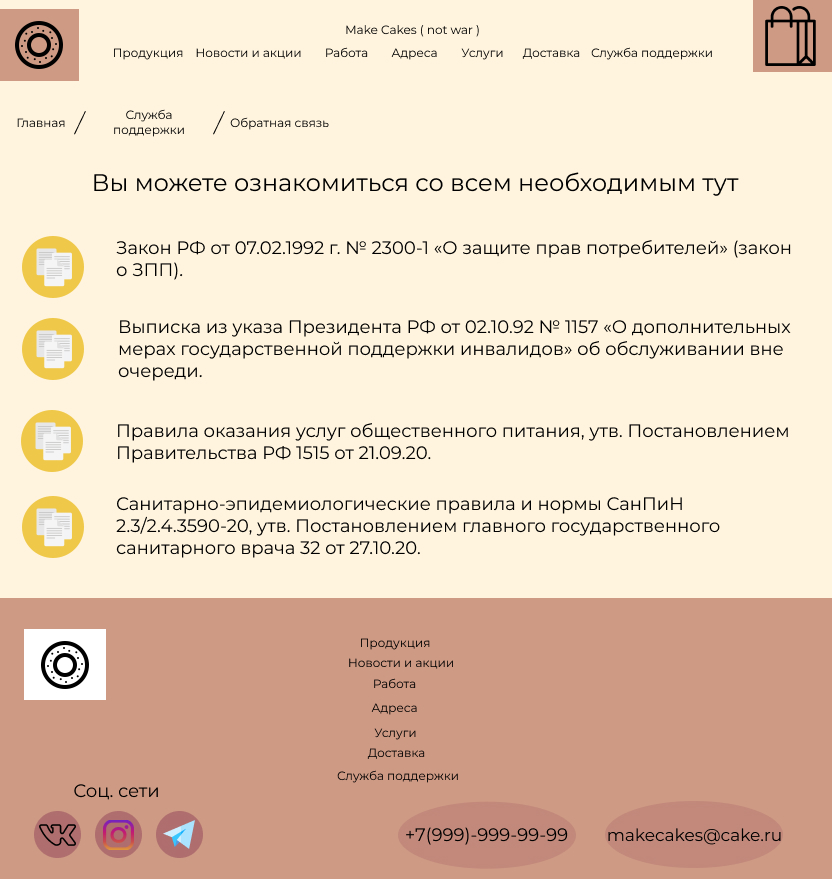 Make Cakes ( not war )
Продукция Новости и акции Работа Адреса Услуги Доставка Служба поддержки
Главная / Служба
поддержки / Обратная связь
Вы можете ознакомиться со всем необходимым тут
Закон РФ от 07.02.1992 г. № 2300-1 «О защите прав потребителей» (закон
о ЗПП).
Выписка из указа Президента РФ от 02.10.92 № 1157 «О дополнительных
мерах государственной поддержки инвалидов» об обслуживании вне
очереди.
Правила оказания услуг общественного питания, утв. Постановлением
Правительства РФ 1515 от 21.09.20.
Санитарно-эпидемиологические правила и нормы СанПиН
2.3/2.4.3590-20, утв. Постановлением главного государственного
санитарного врача 32 от 27.10.20.
Продукция
Новости и акции
Работа
Адреса
Услуги
Доставка
Служба поддержки
Соц. сети
+7(999)-999-99-99
makecakes@cake.ru